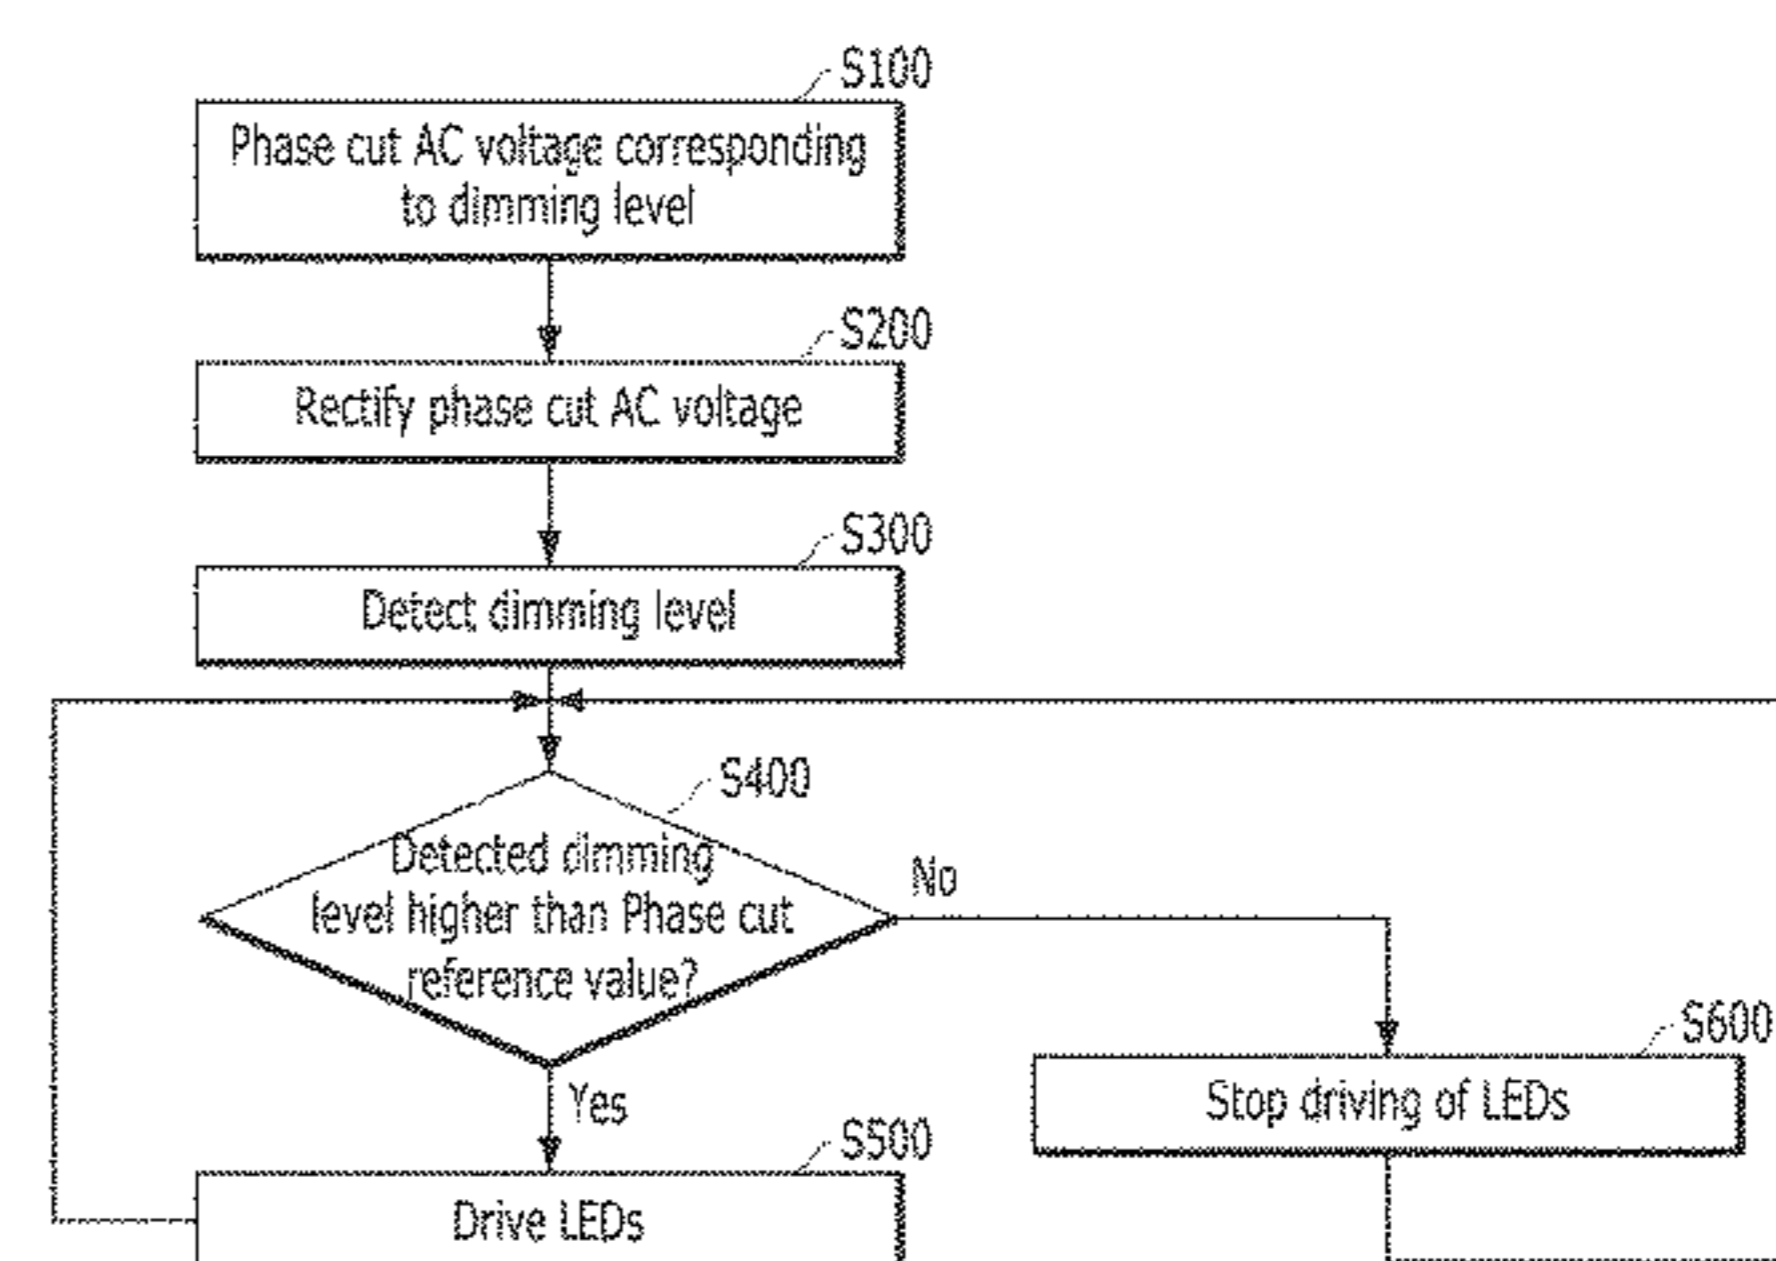 S100
Phase cut AC voltage corresponding
to dimming level
S200
Rectify phase cut AC voltage
S300
Detect dimming level
S400
Detected dimming
level higher than Phase cut
reference value?
No
Yes
S600
Stop driving of LEDs
S500
Drive LEDs